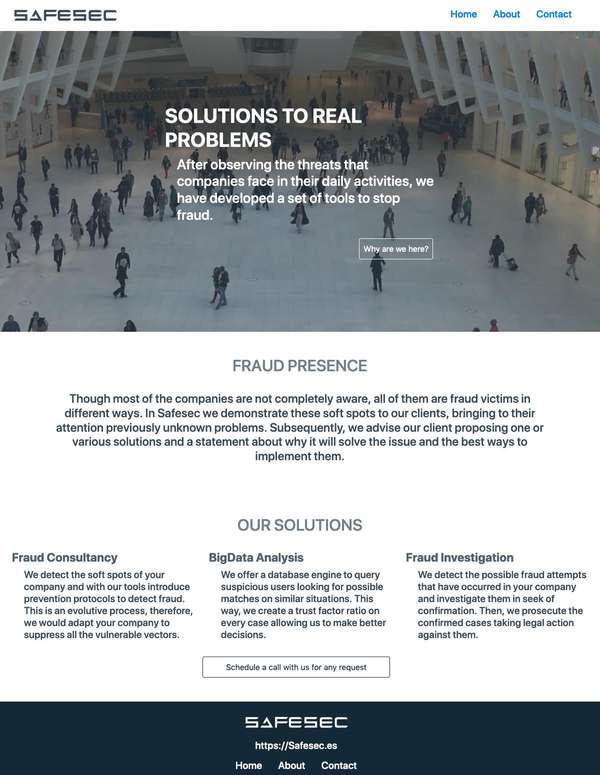 SAFESEC
Home About Contact
SOLUTIONS TO REAL
PROBLEMS
After observing the threats that
companies face in their daily activities, we
have developed a set of tools to stop
fraud.
Why are we here?
FRAUD PRESENCE
Though most of the companies are not completely aware, all of them are fraud victims in
different ways. In Safesec we demonstrate these soft spots to our clients, bringing to their
attention previously unknown problems. Subsequently, we advise our client proposing one or
various solutions and a statement about why it will solve the issue and the best ways to
implement them.
OUR SOLUTIONS
Fraud Consultancy
We detect the soft spots of your
company and with our tools introduce
prevention protocols to detect fraud.
This is an evolutive process, therefore,
we would adapt your company to
suppress all the vulnerable vectors.
BigData Analysis
We offer a database engine to query
suspicious users looking for possible
matches on similar situations. This
way, we create a trust factor ratio on
every case allowing us to make better
decisions.
Fraud Investigation
We detect the possible fraud attempts
that have occurred in your company
and investigate them in seek of
confirmation. Then, we prosecute the
confirmed cases taking legal action
against them.
Schedule a call with us for any request
SAFESEC
https://Safesec.es
Home About Contact